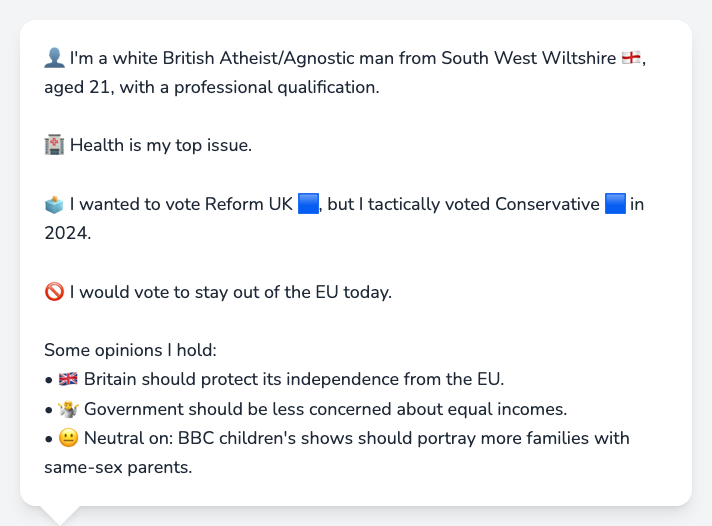 👤 I'm a white British Atheist/Agnostic man from South West Wiltshire 🏴󠁧󠁢󠁥󠁮󠁧󠁿,
aged 21, with a professional qualification.
🏥 Health is my top issue.
🗳️ I wanted to vote Reform UK 🟦, but I tactically voted Conservative 🟦 in
2024.
🚫 I would vote to stay out of the EU today.
Some opinions I hold:
• 🇬🇧 Britain should protect its independence from the EU.
• 🤷 Government should be less concerned about equal incomes.
• 😐 Neutral on: BBC children's shows should portray more families with
same-sex parents.